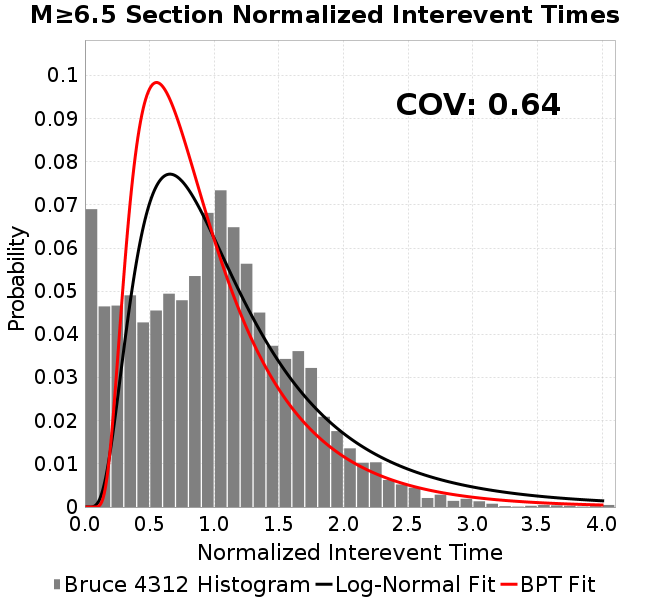 M≥6.5 Section Normalized Interevent Times
COV: 0.64
Probability
0.1
0.09
0.08
0.07
0.06
0.05
0.04
0.03
0.02
0.01
0
0.0 0.5 1.0 1.5 2.0 2.5 3.0 3.5 4.0
Normalized Interevent Time
Bruce 4312 Histogram Log-Normal Fit BPT Fit